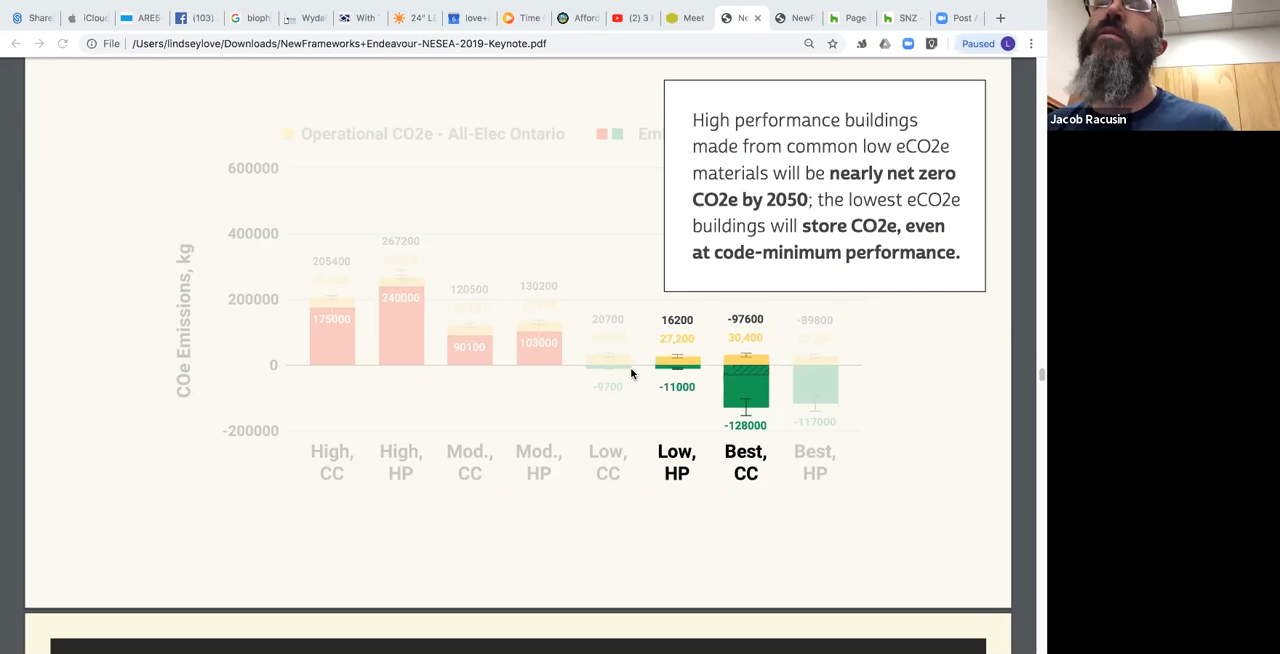 Share
iCloud
ARE5
(103)
bioph
Wyda
With
24° L
love+
Time
Afford
(2) 3
Meet
Ne
NewF
Page
SNZ -
Post /
File /Users/lindseylove/Downloads/NewFrameworks+Endeavour-NESEA-2019-Keynote.pdf
Paused L
Jacob Racusin
High performance buildings
made from common low eCO2e
materials will be nearly net zero
CO2e by 2050; the lowest eCO2e
buildings will store CO2e, even
at code-minimum performance.
Operational CO2e - All-Elec Ontario
COe Emissions, kg
600000
400000
200000
0
-200000
205400
175000
267200
240000
120500
90100
130200
103000
20700
-9700
16200
27,200
-11000
-97600
30,400
-128000
-89800
-117000
High, CC
High, HP
Mod., CC
Mod., HP
Low, CC
Low, HP
Best, CC
Best, HP